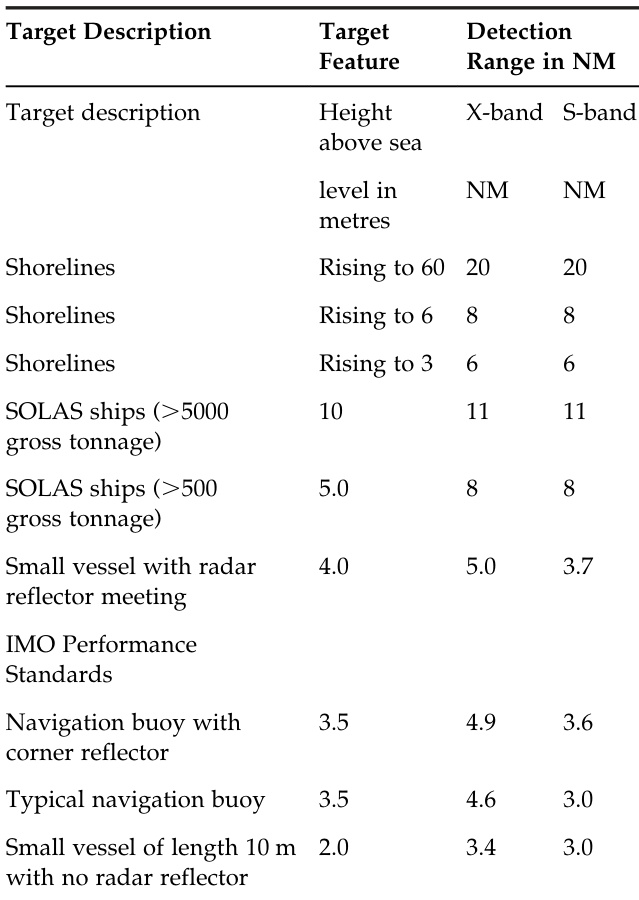 Target Description Target Detection
Feature Range in NM
Target description Height X-band S-band
above sea
level in NM NM
metres
Shorelines Rising to 60 20 20
Shorelines Rising to 6 8 8
Shorelines Rising to 3 6 6
SOLAS ships (>5000 10 11 11
gross tonnage)
SOLAS ships (>500 5.0 8 8
gross tonnage)
Small vessel with radar 4.0 5.0 3.7
reflector meeting
IMO Performance
Standards
Navigation buoy with 3.5 4.9 3.6
corner reflector
Typical navigation buoy 3.5 4.6 3.0
Small vessel of length 10 m 2.0 3.4 3.0
with no radar reflector